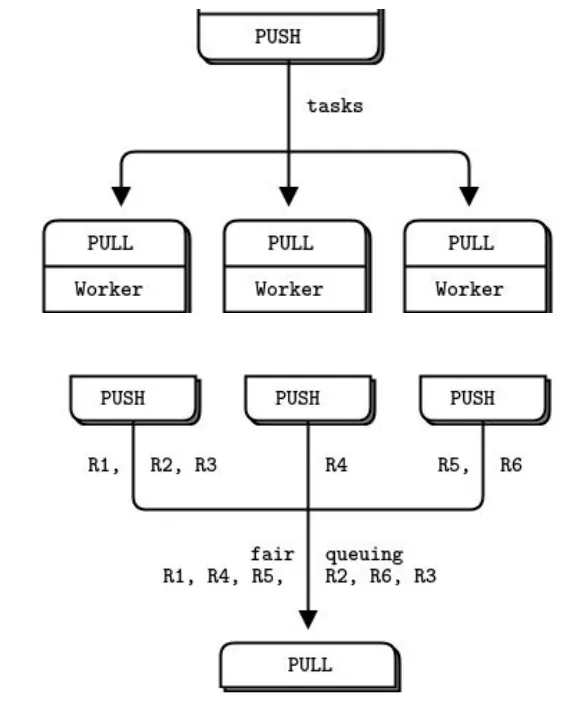 PUSH
tasks
PULL PULL PULL
Worker Worker Worker
PUSH PUSH PUSH
R1, R2, R3 R4 R5, R6
fair queuing
R1, R4, R5, R2, R6, R3
PULL